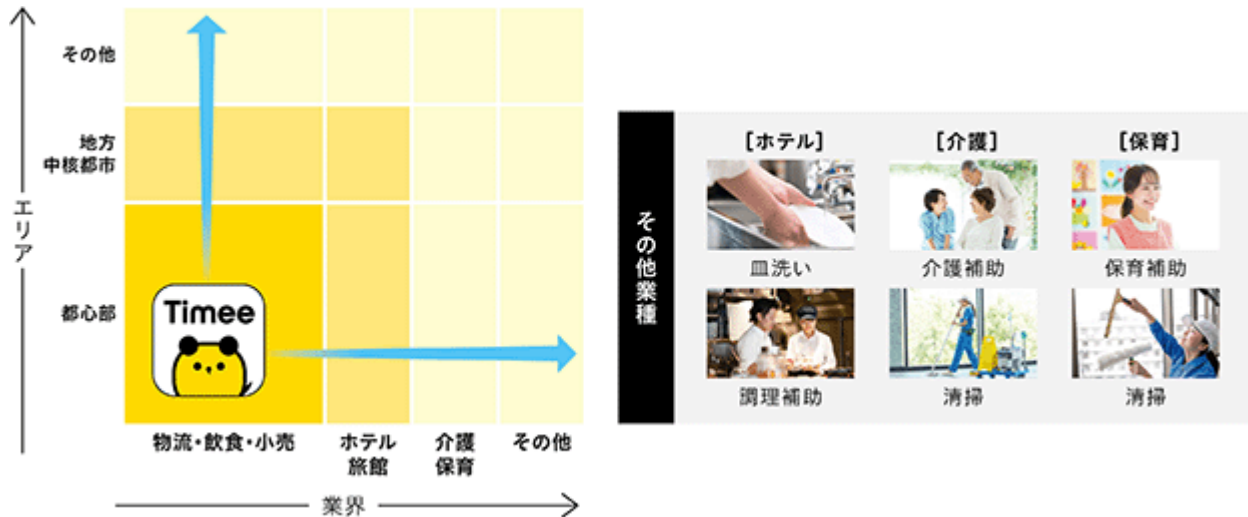 エリア
その他
地方
中核都市
都心部
Timee
物流・飲食・小売
ホテル
旅館
介護
保育
その他
業界
その他業種
[ホテル]
[介護]
[保育]
皿洗い
介護補助
保育補助
調理補助
清掃
清掃